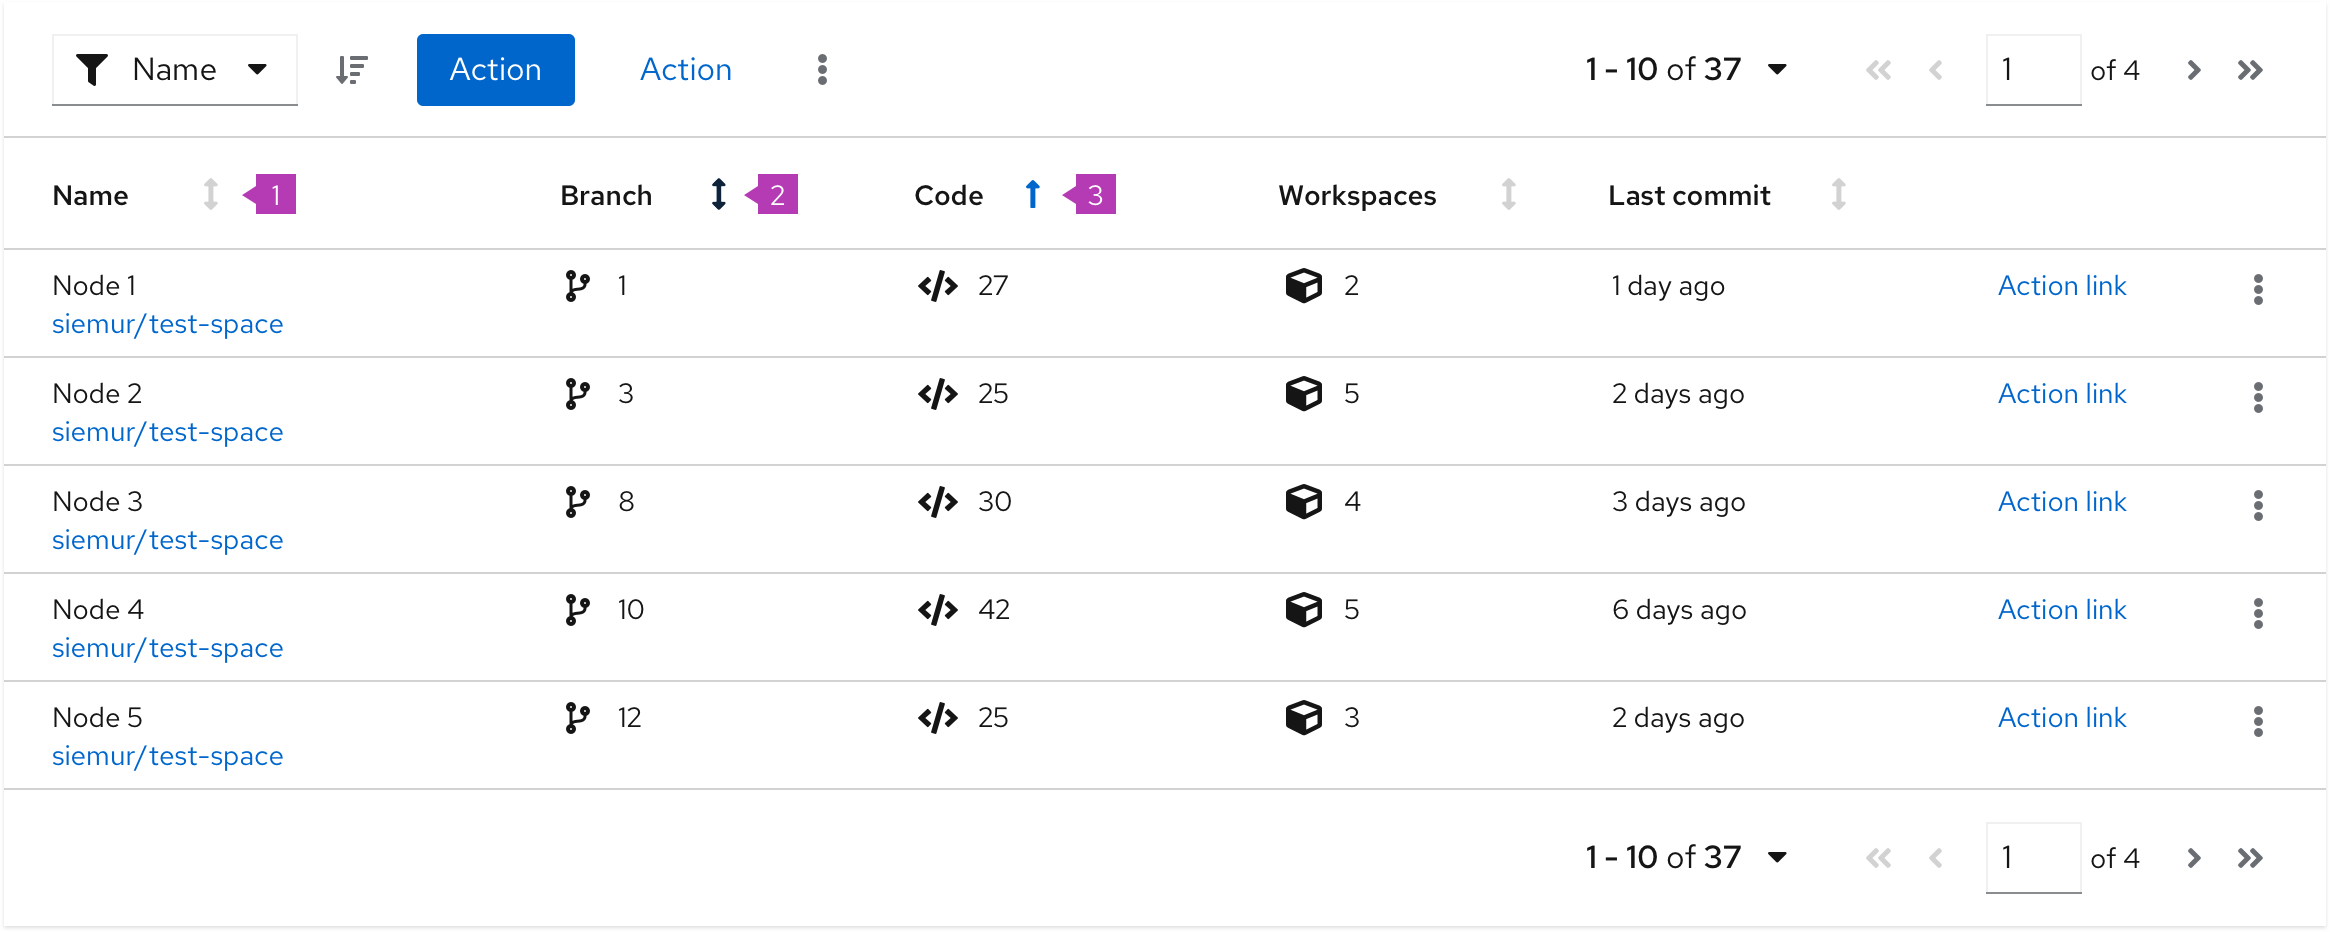 Name Action Action 1 - 10 of 37 1 of 4
Name 1 Branch 2 Code 3 Workspaces Last commit
Node 1 1 27 2 1 day ago Action link
siemur/test-space
Node 2 3 25 5 2 days ago Action link
siemur/test-space
Node 3 8 30 4 3 days ago Action link
siemur/test-space
Node 4 10 42 5 6 days ago Action link
siemur/test-space
Node 5 12 25 3 2 days ago Action link
siemur/test-space
1 - 10 of 37 1 of 4